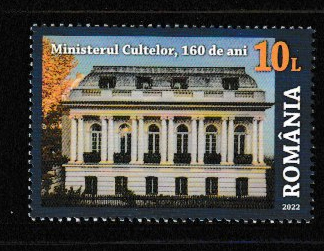 Ministerul Cultelor, 160 de ani
10L
ROMÂNIA
2022